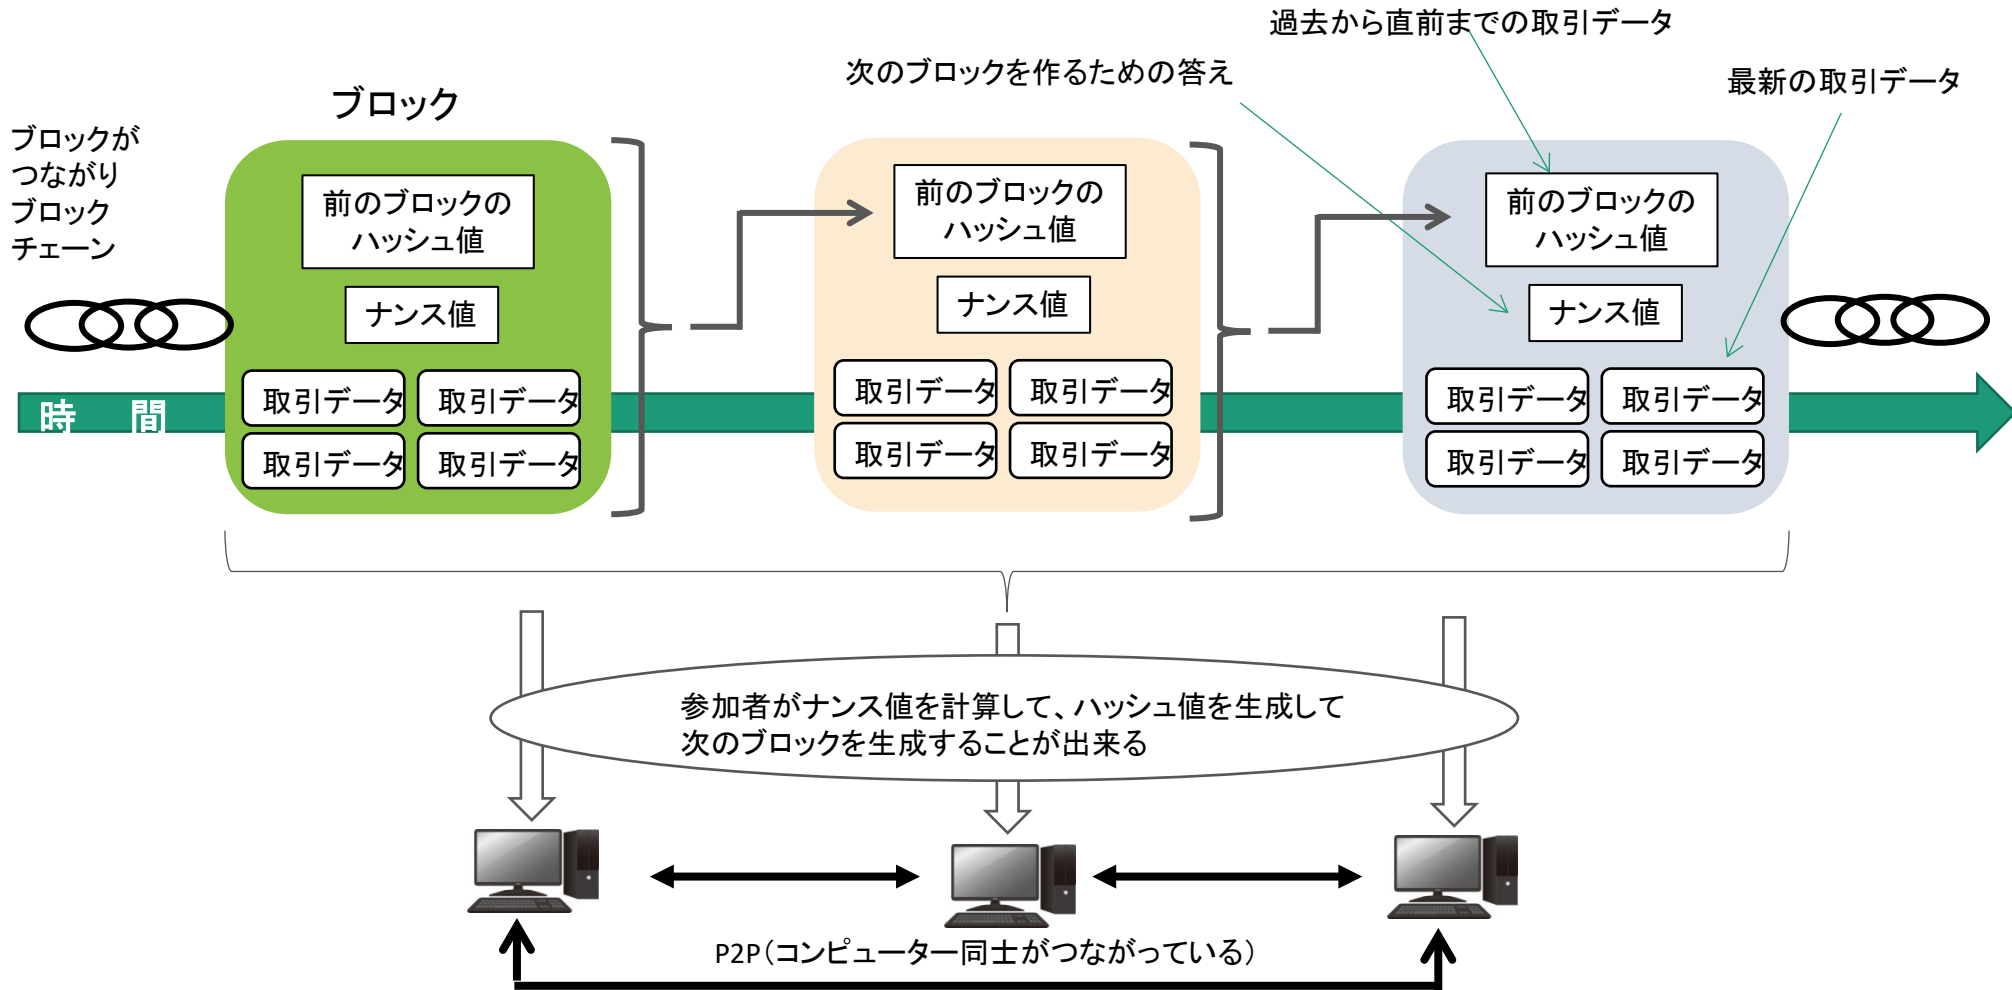 過去から直前までの取引データ
次のブロックを作るための答え
最新の取引データ
ブロック
ブロックが
つながり
ブロック
チェーン
前のブロックの
ハッシュ値
ナンス値
取引データ
取引データ
取引データ
取引データ
前のブロックの
ハッシュ値
ナンス値
取引データ
取引データ
取引データ
取引データ
前のブロックの
ハッシュ値
ナンス値
取引データ
取引データ
取引データ
取引データ
時　間
参加者がナンス値を計算して、ハッシュ値を生成して
次のブロックを生成することが出来る
P2P（コンピューター同士がつながっている）